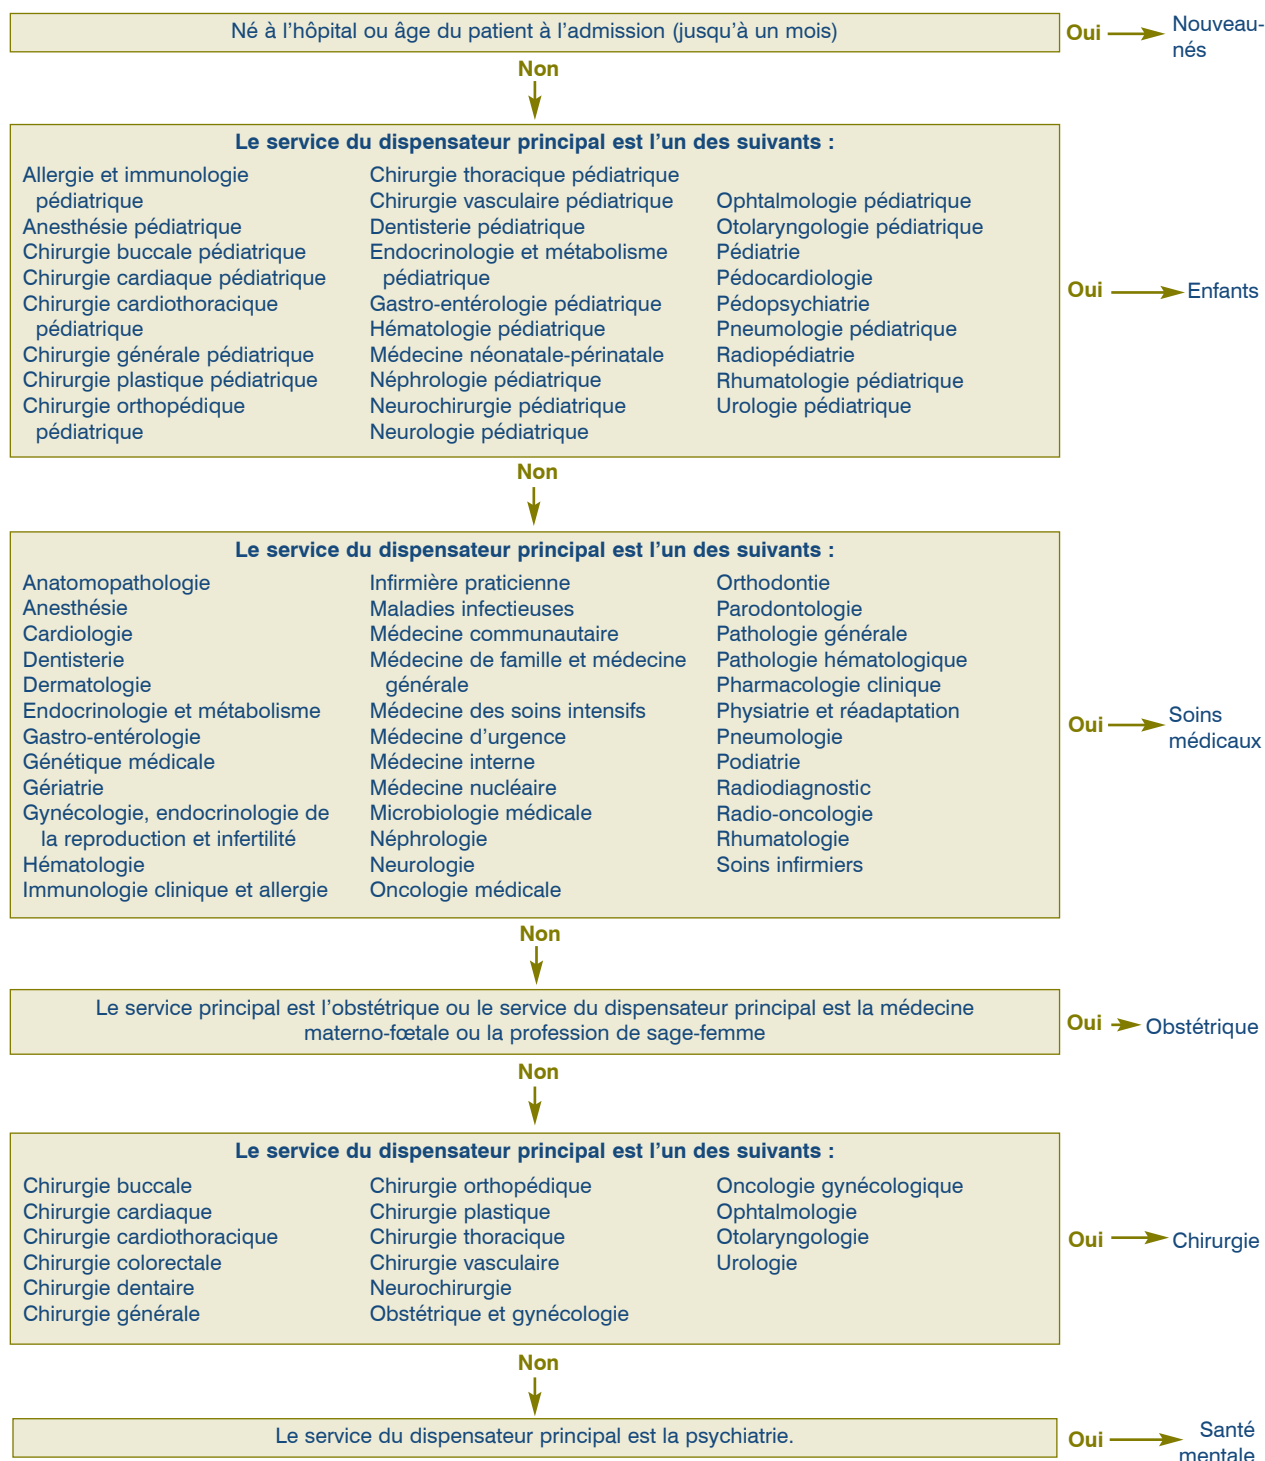 Né à l’hôpital ou âge du patient à l’admission (jusqu’à un mois)
Oui
Nouveau-
nés
Non
Le service du dispensateur principal est l’un des suivants :
Allergie et immunologie
pédiatrique
Anesthésie pédiatrique
Chirurgie buccale pédiatrique
Chirurgie cardiaque pédiatrique
Chirurgie cardiothoracique
pédiatrique
Chirurgie générale pédiatrique
Chirurgie plastique pédiatrique
Chirurgie orthopédique
pédiatrique
Chirurgie thoracique pédiatrique
Chirurgie vasculaire pédiatrique
Dentisterie pédiatrique
Endocrinologie et métabolisme
pédiatrique
Gastro-entérologie pédiatrique
Hématologie pédiatrique
Médecine néonatale-périnatale
Néphrologie pédiatrique
Neurochirurgie pédiatrique
Neurologie pédiatrique
Ophtalmologie pédiatrique
Otolaryngologie pédiatrique
Pédiatrie
Pédocardiologie
Pédopsychiatrie
Pneumologie pédiatrique
Radiopédiatrie
Rhumatologie pédiatrique
Urologie pédiatrique
Oui
Enfants
Non
Le service du dispensateur principal est l’un des suivants :
Anatomopathologie
Anesthésie
Cardiologie
Dentisterie
Dermatologie
Endocrinologie et métabolisme
Gastro-entérologie
Génétique médicale
Gériatrie
Gynécologie, endocrinologie de
la reproduction et infertilité
Hématologie
Immunologie clinique et allergie
Infirmière praticienne
Maladies infectieuses
Médecine communautaire
Médecine de famille et médecine
générale
Médecine des soins intensifs
Médecine d’urgence
Médecine interne
Médecine nucléaire
Microbiologie médicale
Néphrologie
Neurologie
Oncologie médicale
Orthodontie
Parodontologie
Pathologie générale
Pathologie hématologique
Pharmacologie clinique
Physiatrie et réadaptation
Pneumologie
Podiatrie
Radiodiagnostic
Radio-oncologie
Rhumatologie
Soins infirmiers
Oui
Soins
médicaux
Non
Le service principal est l’obstétrique ou le service du dispensateur principal est la médecine
materno-fœtale ou la profession de sage-femme
Oui
Obstétrique
Non
Le service du dispensateur principal est l’un des suivants :
Chirurgie buccale
Chirurgie cardiaque
Chirurgie cardiothoracique
Chirurgie colorectale
Chirurgie dentaire
Chirurgie générale
Chirurgie orthopédique
Chirurgie plastique
Chirurgie thoracique
Chirurgie vasculaire
Neurochirurgie
Obstétrique et gynécologie
Oncologie gynécologique
Ophtalmologie
Otolaryngologie
Urologie
Oui
Chirurgie
Non
Le service du dispensateur principal est la psychiatrie.
Oui
Santé
mentale